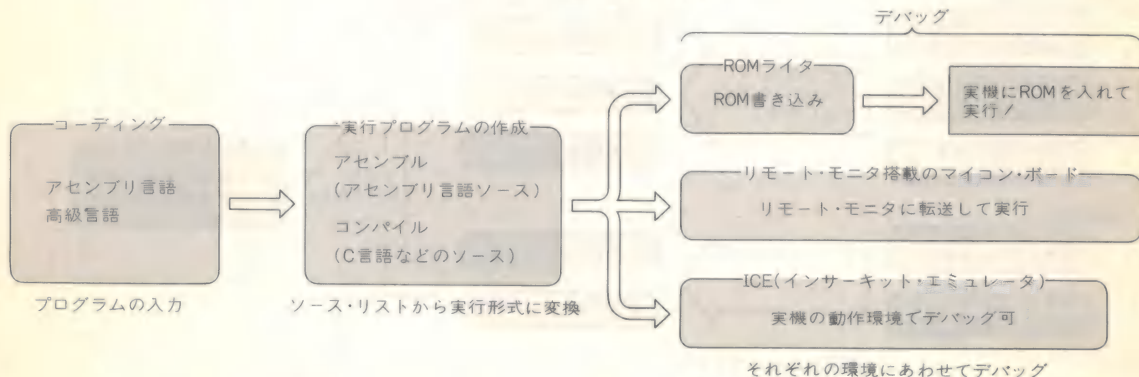 コーディング
アセンブリ言語
高級言語
プログラムの入力
実行プログラムの作成
アセンブル
(アセンブリ言語ソース)
コンパイル
(C言語などのソース)
ソース・リストから実行形式に変換
デバッグ
ROMライタ
ROM書き込み
実機にROMを入れて
実行!
リモート・モニタ搭載のマイコン・ボード
リモート・モニタに転送して実行
ICE(インサーキット・エミュレータ)
実機の動作環境でデバッグ可
それぞれの環境にあわせてデバッグ